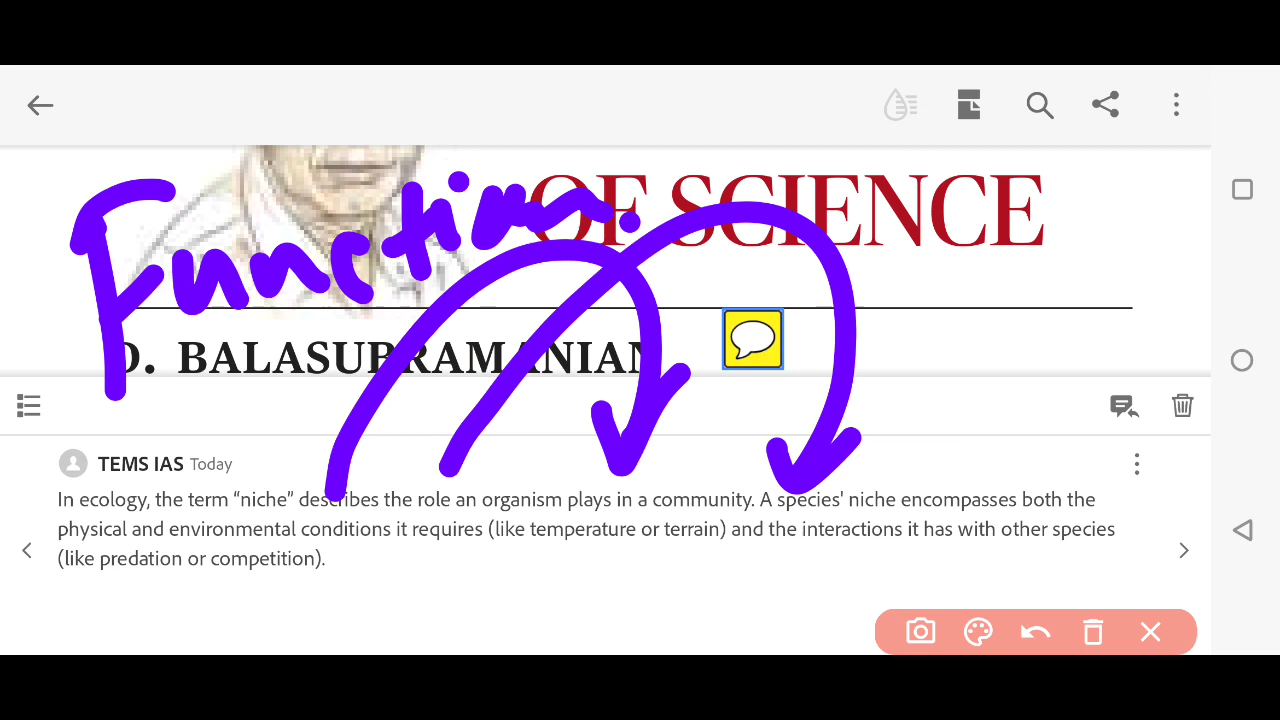 OF SCIENCE
Function.
D. BALASUBRAMANIAN
TEMS IAS Today
In ecology, the term “niche” describes the role an organism plays in a community. A species' niche encompasses both the
physical and environmental conditions it requires (like temperature or terrain) and the interactions it has with other species
(like predation or competition).